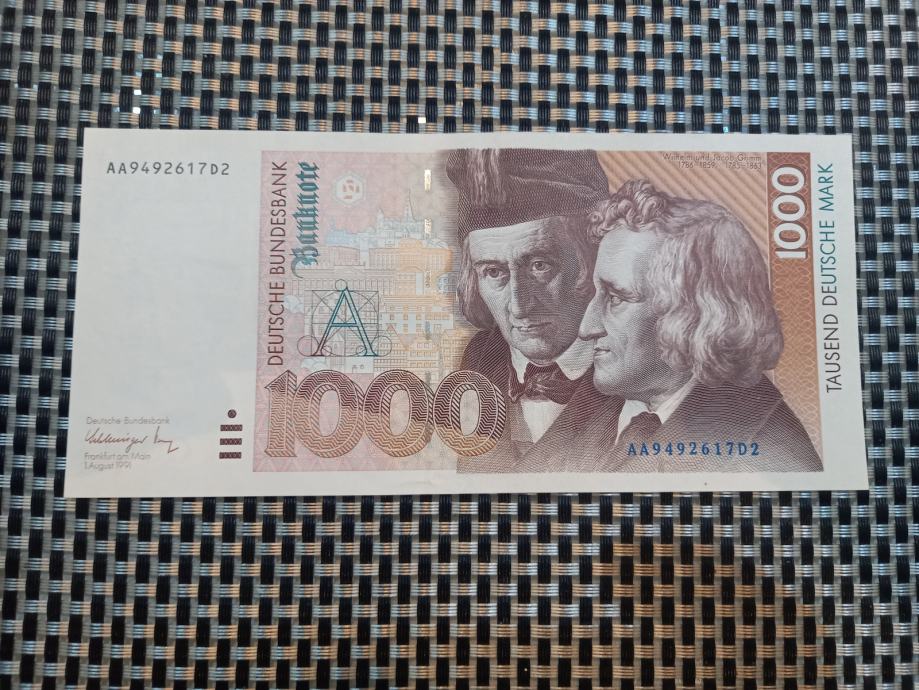 AA9492617D2
DEUTSCHE BUNDESBANK
Banknote
Wilhelm und Jacob Grimm
1786-1859 1785-1863
1000
TAUSEND DEUTSCHE MARK
A
1000
AA9492617D2
Deutsche Bundesbank
Frankfurt am Main
1. August 1991